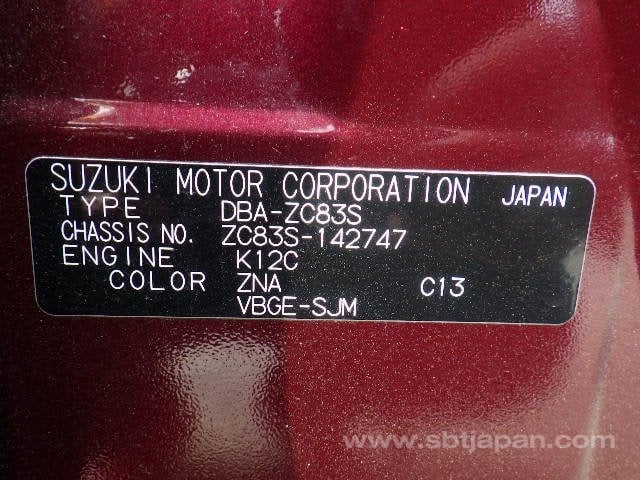 SUZUKI MOTOR CORPORATION JAPAN
TYPE DBA-ZC83S
CHASSIS NO. ZC83S-142747
ENGINE K12C
COLOR ZNA C13
VBGE-SJM
www.sbtjapan.com